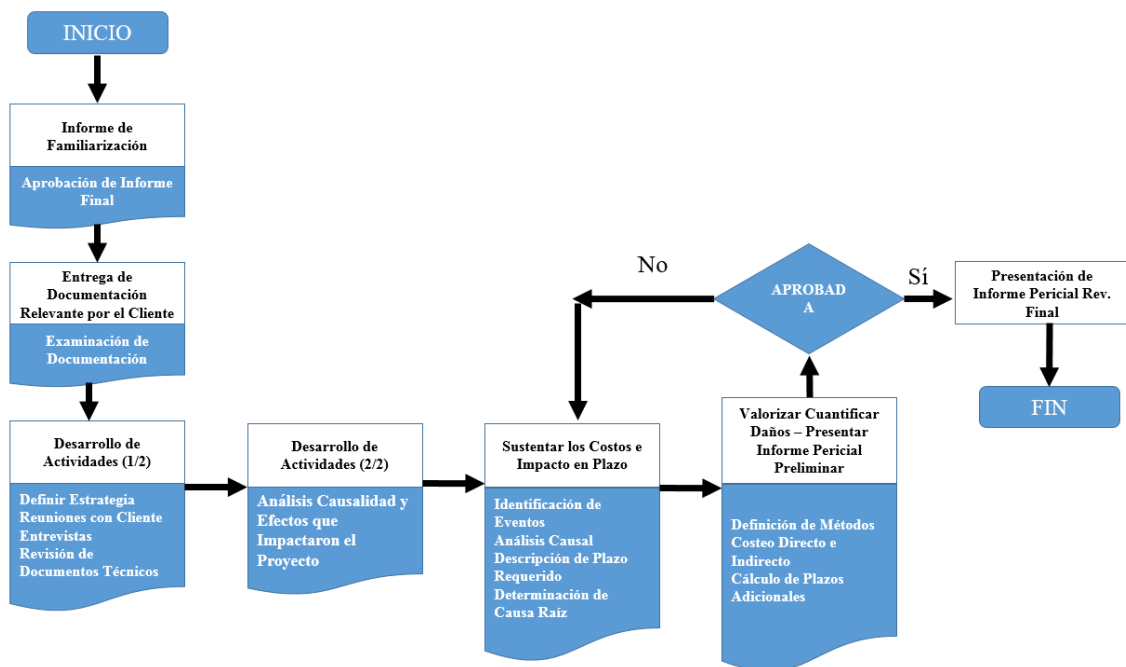 INICIO
Informe de
Familiarización
Aprobación de Informe
Final
Entrega de
Documentación
Relevante por el Cliente
Examinación de
Documentación
Desarrollo de
Actividades (1/2)
Definir Estrategia
Reuniones con Cliente
Entrevistas
Revisión de
Documentos Técnicos
Desarrollo de
Actividades (2/2)
Análisis Causalidad y
Efectos que
Impactaron el
Proyecto
Sustentar los Costos e
Impacto en Plazo
Identificación de
Eventos
Análisis Causal
Descripción de Plazo
Requerido
Determinación de
Causa Raíz
Valorizar Cuantificar
Daños – Presentar
Informe Pericial
Preliminar
Definición de Métodos
Costeo Directo e
Indirecto
Cálculo de Plazos
Adicionales
APROBAD
A
No
Sí
Presentación de
Informe Pericial Rev.
Final
FIN